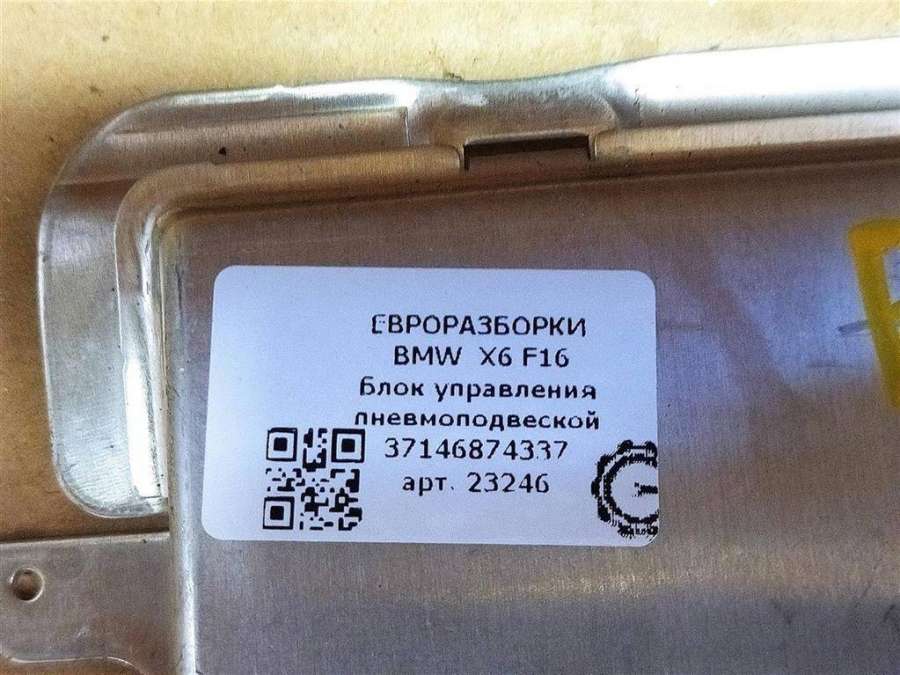 ЕВРОРАЗБОРКИ
BMW X6 F16
Блок управления
пневмоподвеской
37146874337
арт. 23246